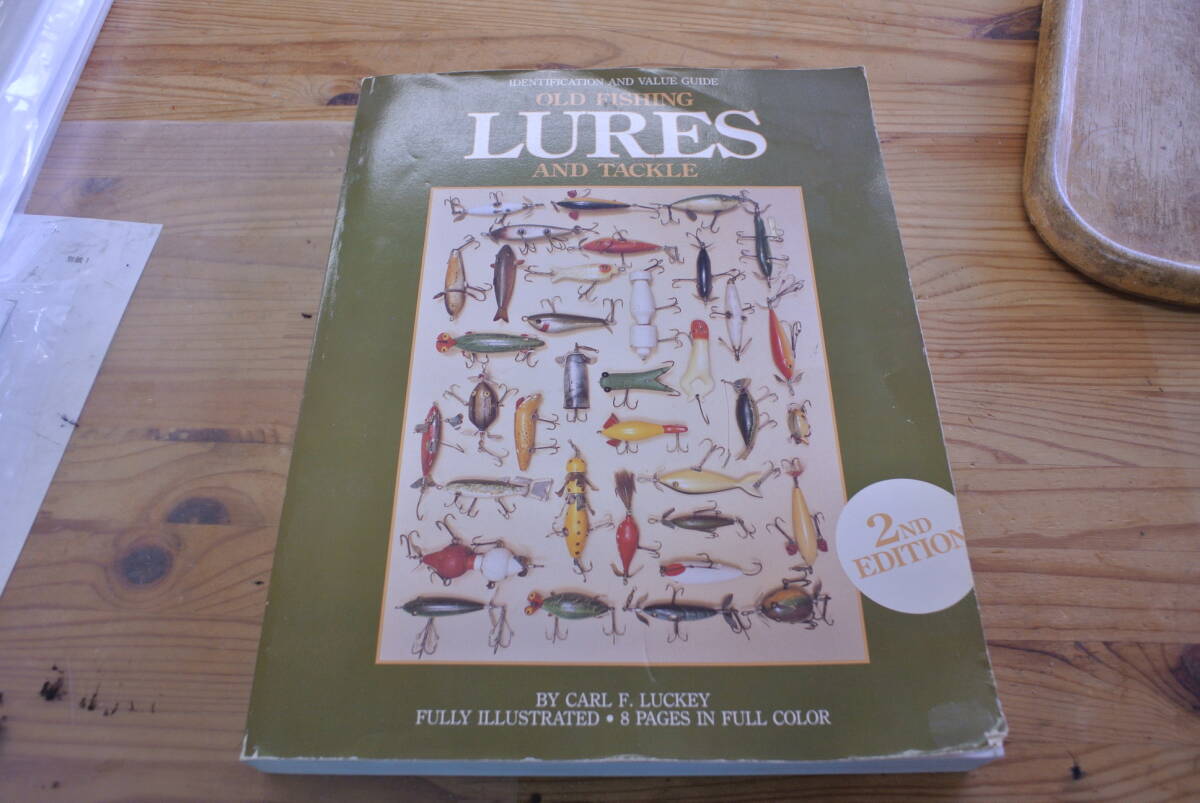 IDENTIFICATION AND VALUE GUIDE
OLD FISHING
LURES
AND TACKLE
2ND
EDITION
BY CARL F. LUCKEY
FULLY ILLUSTRATED • 8 PAGES IN FULL COLOR